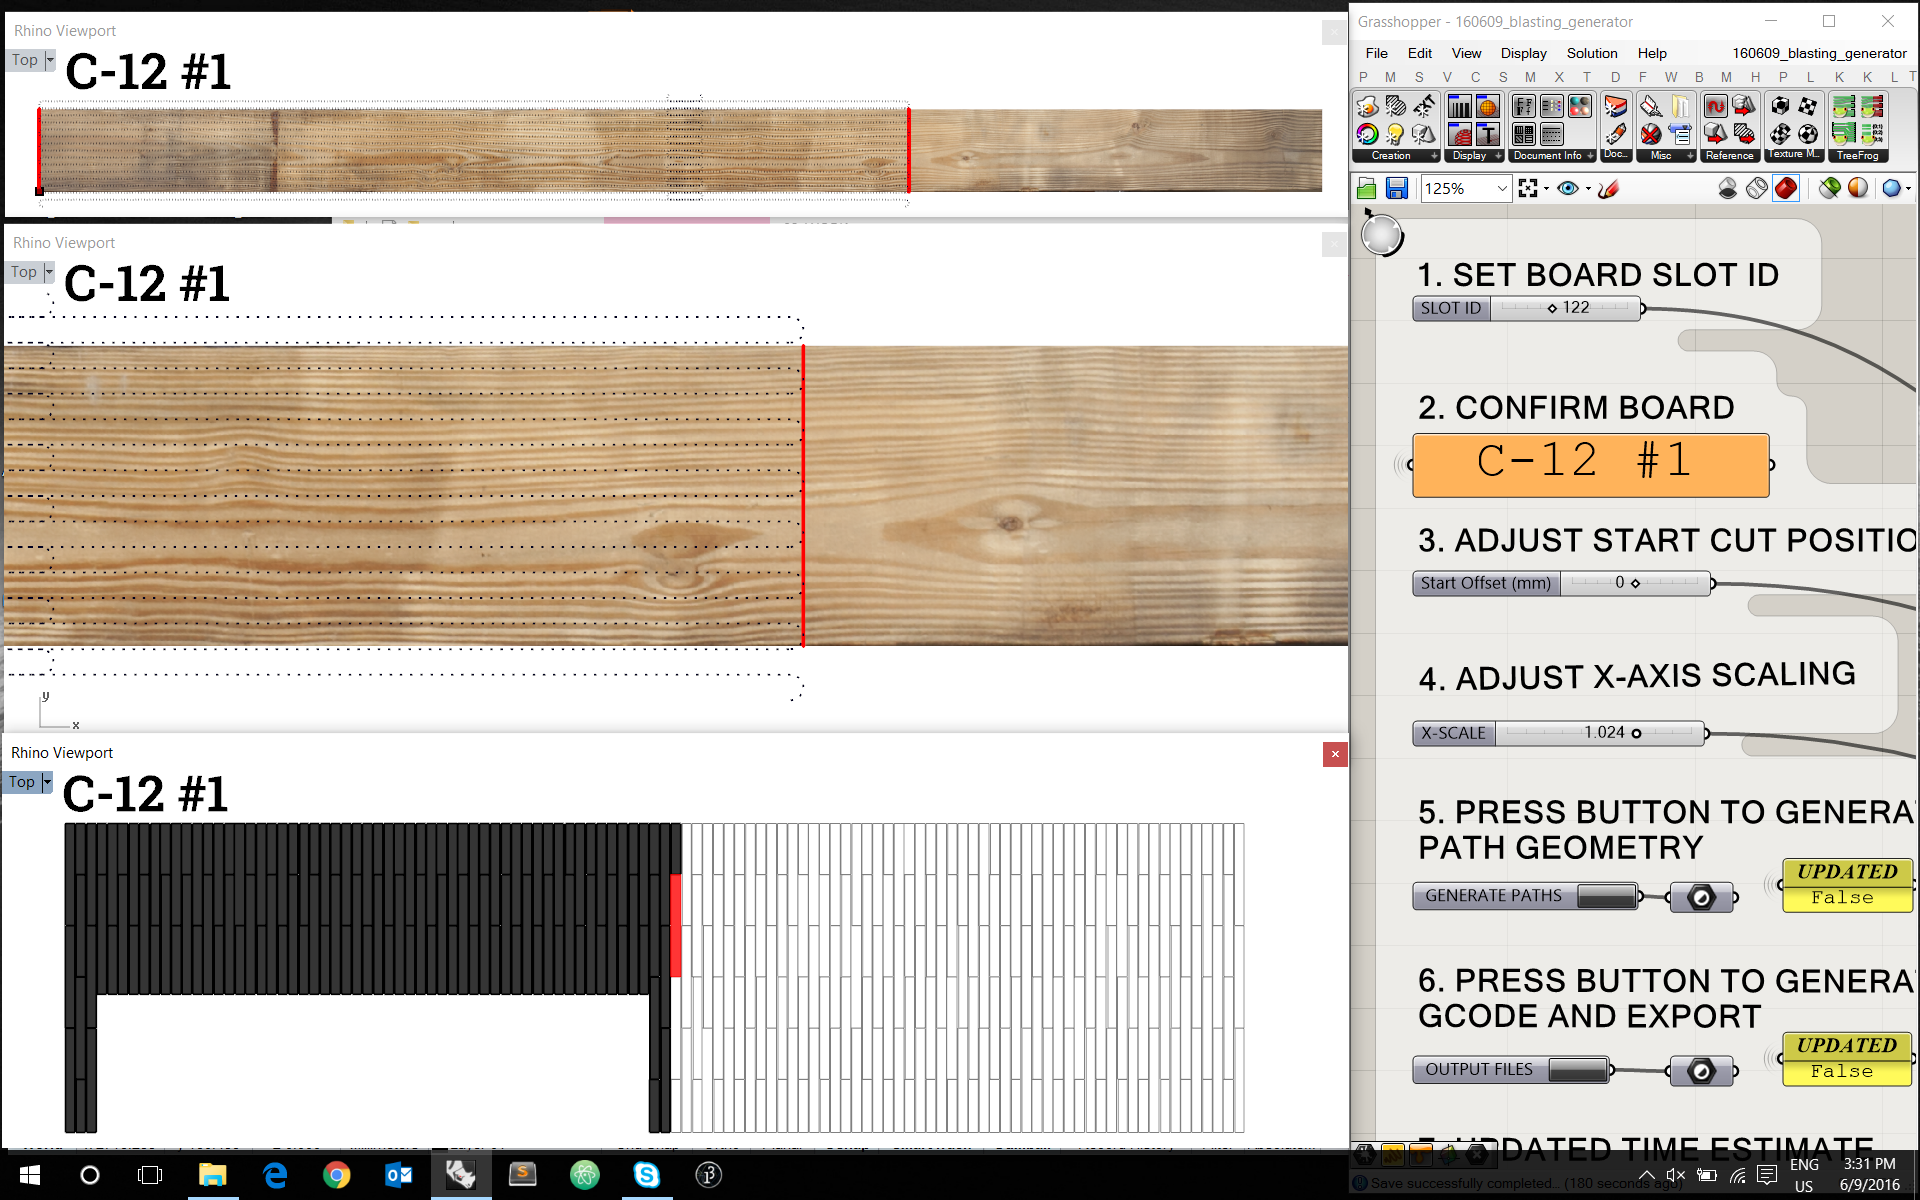 Rhino Viewport
Top
C-12 #1
Rhino Viewport
Top
C-12 #1
y
x
Rhino Viewport
Top
C-12 #1
Grasshopper - 160609_blasting_generator
File Edit View Display Solution Help 160609_blasting_generator
P M S V C S M X T D F W B M H P L K K L T
Creation Display Document Info Doc... Misc Reference Texture M... TreeFrog
125%
1. SET BOARD SLOT ID
SLOT ID 122
2. CONFIRM BOARD
C-12 #1
3. ADJUST START CUT POSITIO
Start Offset (mm) 0
4. ADJUST X-AXIS SCALING
X-SCALE 1.024
5. PRESS BUTTON TO GENERA
PATH GEOMETRY
UPDATED
GENERATE PATHS False
6. PRESS BUTTON TO GENERA
GCODE AND EXPORT
UPDATED
OUTPUT FILES False
UPDATED TIME ESTIMATE
Save successfully completed... (180 seconds ago)
ENG
US
3:31 PM
6/9/2016